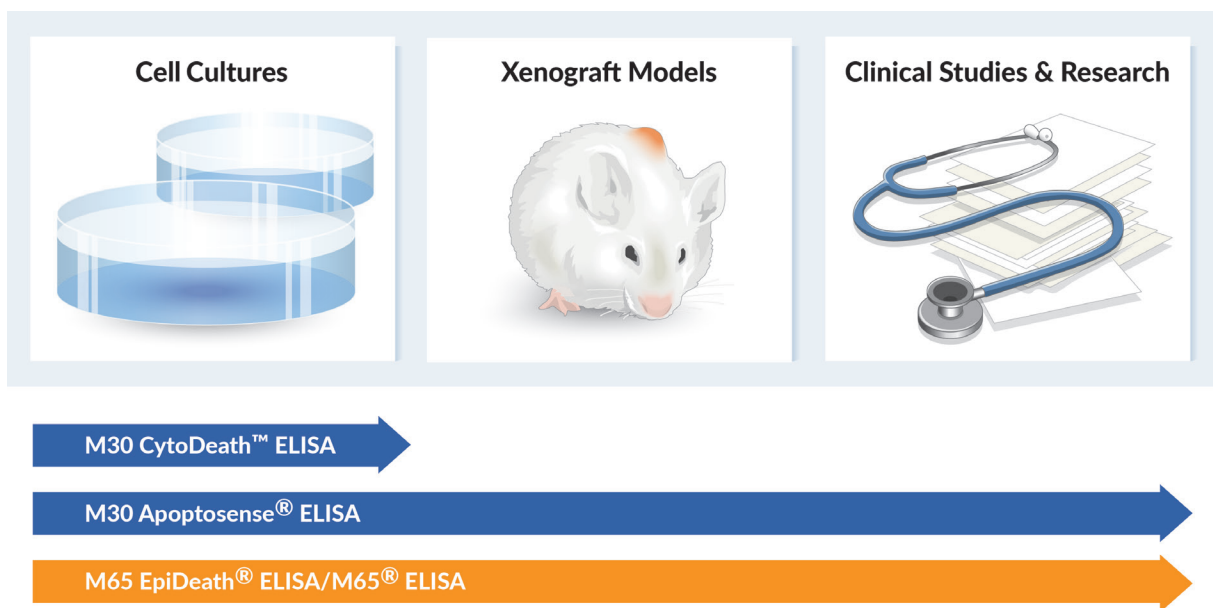 Cell Cultures
Xenograft Models
Clinical Studies & Research
M30 CytoDeath™ ELISA
M30 Apoptosense® ELISA
M65 EpiDeath® ELISA/M65® ELISA